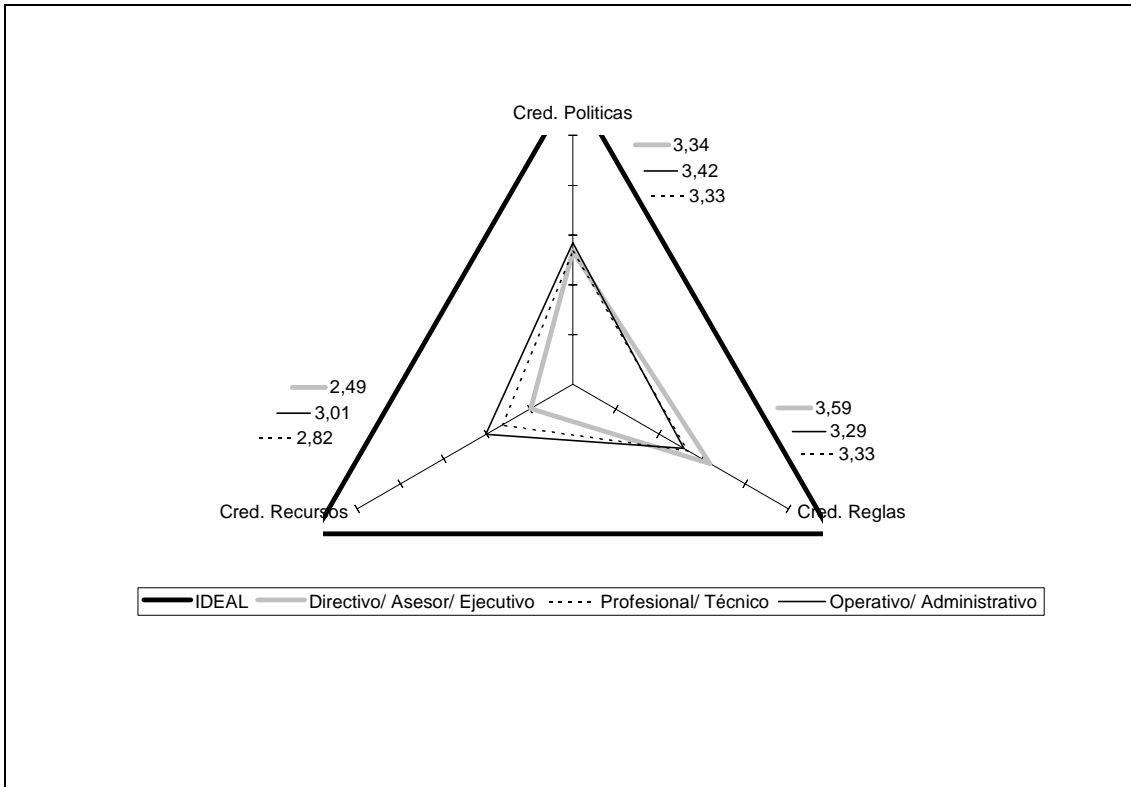 Cred. Politicas
3,34
3,42
3,33
2,49
3,01
2,82
3,59
3,29
3,33
Cred. Recursos
Cred. Reglas
IDEAL Directivo/ Asesor/ Ejecutivo Profesional/ Técnico Operativo/ Administrativo